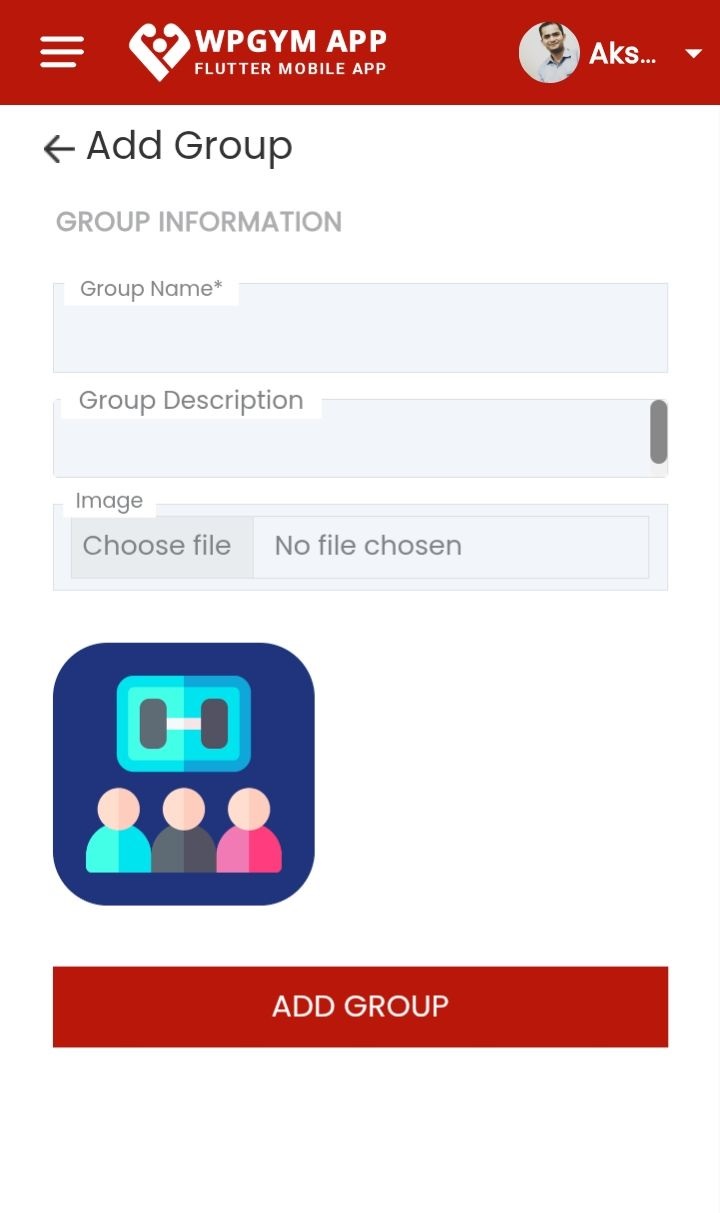 WPGYM APP
FLUTTER MOBILE APP
Aks...
Add Group
GROUP INFORMATION
Group Name*
Group Description
Image
Choose file No file chosen
ADD GROUP